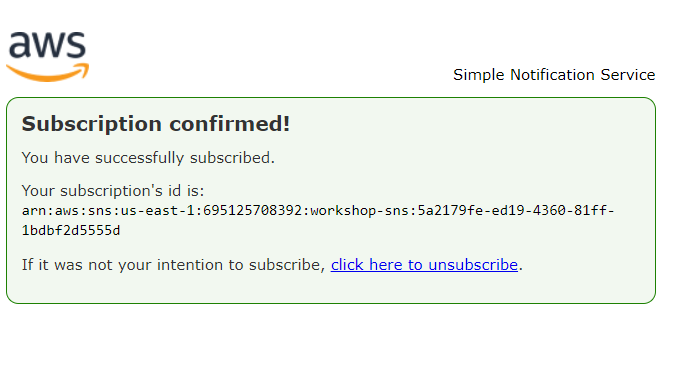 aws
Simple Notification Service
Subscription confirmed!
You have successfully subscribed.
Your subscription's id is:
arn:aws:sns:us-east-1:695125708392:workshop-sns:5a2179fe-ed19-4360-81ff-
1bdbf2d5555d
If it was not your intention to subscribe, click here to unsubscribe.